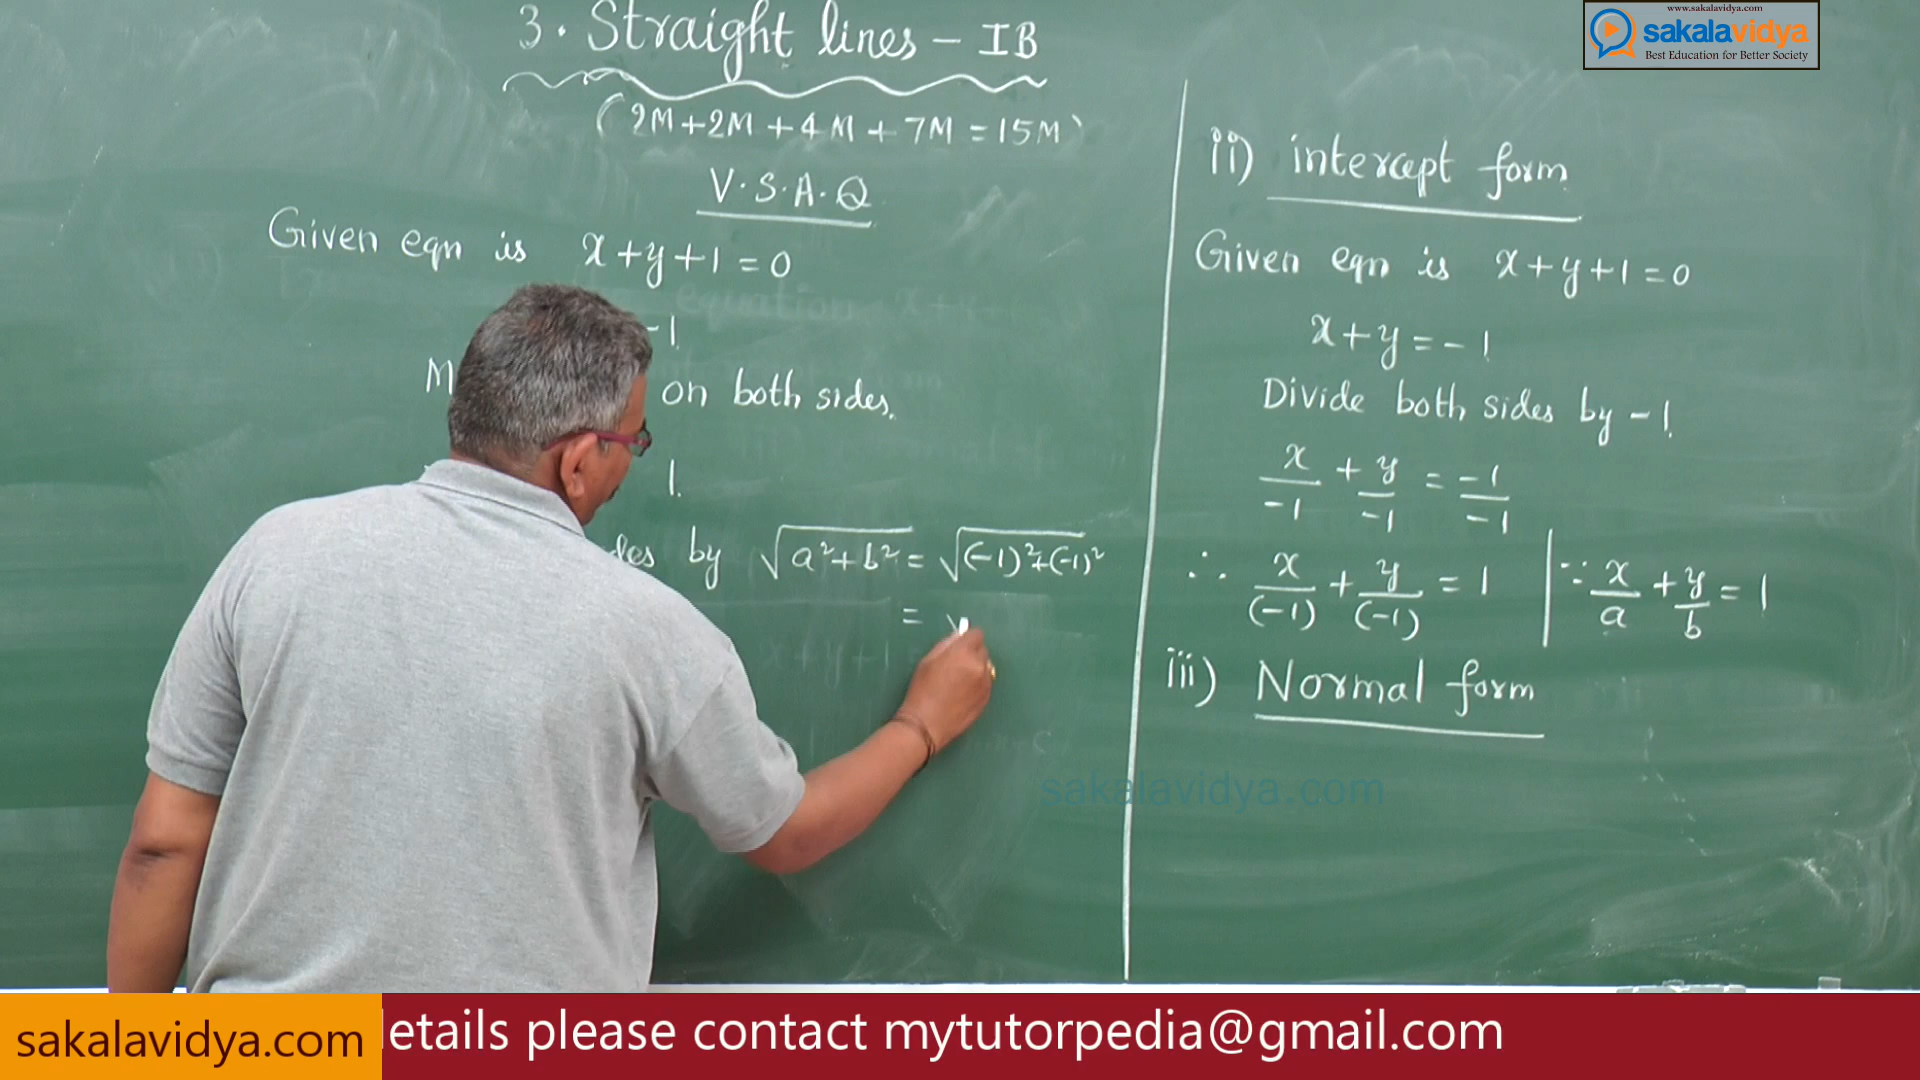 3. Straight lines - IB
(2M+2M+4M+7M=15M)
V.S.A.Q
Given eqn is x+y+1=0
-1
M on both sides.
1.
des by √(a²+b²) = √((-1)²+(-1)²
= √
ii) intercept form
Given eqn is x+y+1=0
x+y=-1
Divide both sides by -1.
x/-1 + y/-1 = -1/-1
∴ x/(-1) + y/(-1) = 1 | ∵ x/a + y/b = 1
iii) Normal form
www.sakalavidya.com
sakalavidya
Best Education for Better Society
sakalavidya.com
sakalavidya.com
etails please contact mytutorpedia@gmail.com